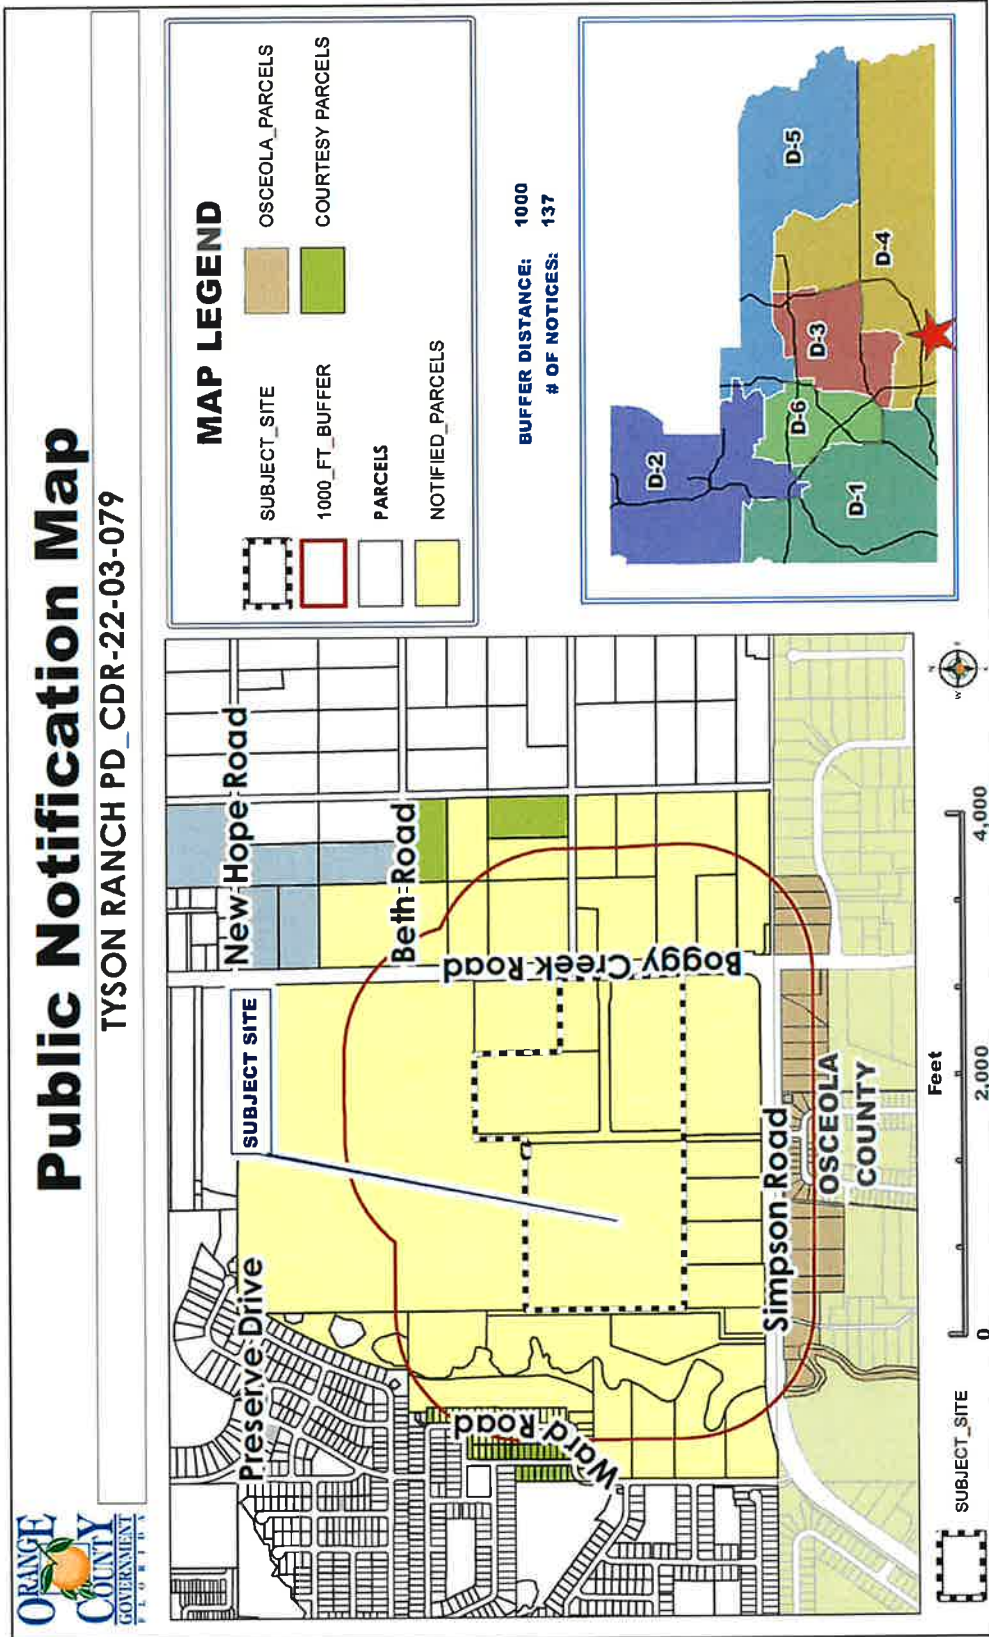 ORANGE
COUNTY
GOVERNMENT
FLORIDA
Public Notification Map
TYSON RANCH PD_CDR-22-03-079
Preserve Drive
SUBJECT SITE
New Hope Road
Beth Road
Ward Road
Boggy Creek Road
Simpson Road
OSCEOLA
COUNTY
MAP LEGEND
SUBJECT_SITE
OSCEOLA_PARCELS
1000_FT_BUFFER
COURTESY PARCELS
PARCELS
NOTIFIED_PARCELS
BUFFER DISTANCE: 1000
# OF NOTICES: 137
D-2
D-5
D-3
D-6
D-4
D-1
SUBJECT_SITE
Feet
0 2,000 4,000
N
W